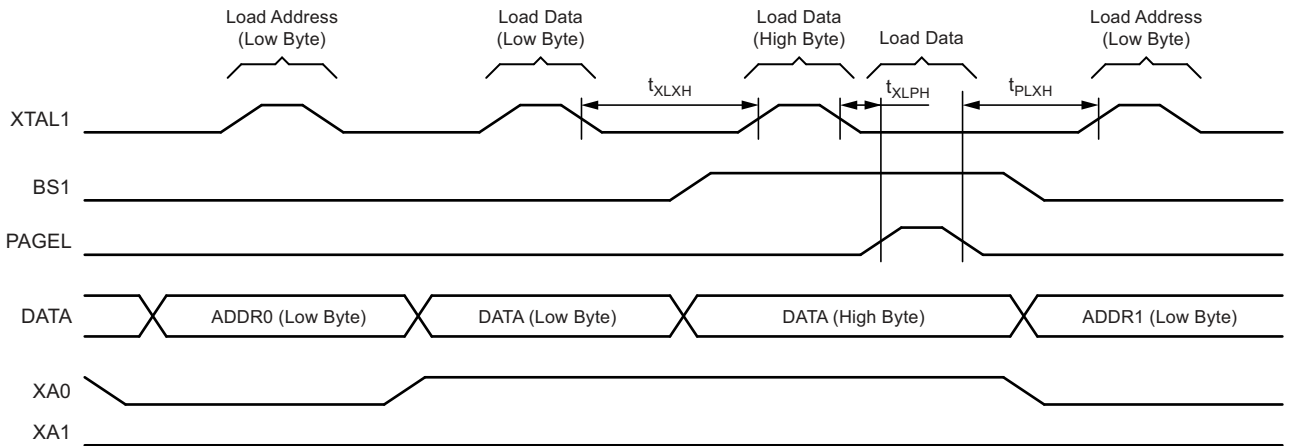 Load Address
(Low Byte)
Load Data
(Low Byte)
Load Data
(High Byte)
Load Data
Load Address
(Low Byte)
tXLXH
tXLPH
tPLXH
XTAL1
BS1
PAGEL
DATA
ADDR0 (Low Byte)
DATA (Low Byte)
DATA (High Byte)
ADDR1 (Low Byte)
XA0
XA1